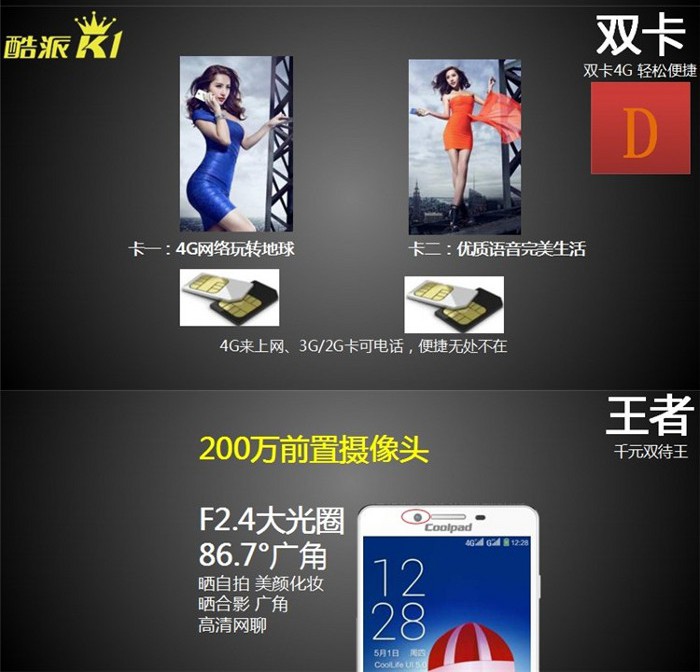 酷派 K1
双卡
双卡4G 轻松便捷
D
卡一：4G网络玩转地球
卡二：优质语音完美生活
4G来上网、3G/2G卡可电话，便捷无处不在
王者
千元双待王
200万前置摄像头
F2.4大光圈
86.7°广角
晒自拍 美颜化妆
晒合影 广角
高清网聊
Coolpad
4G G 12:28
12
28
5月1日 周四
CoolLife UI 5.0